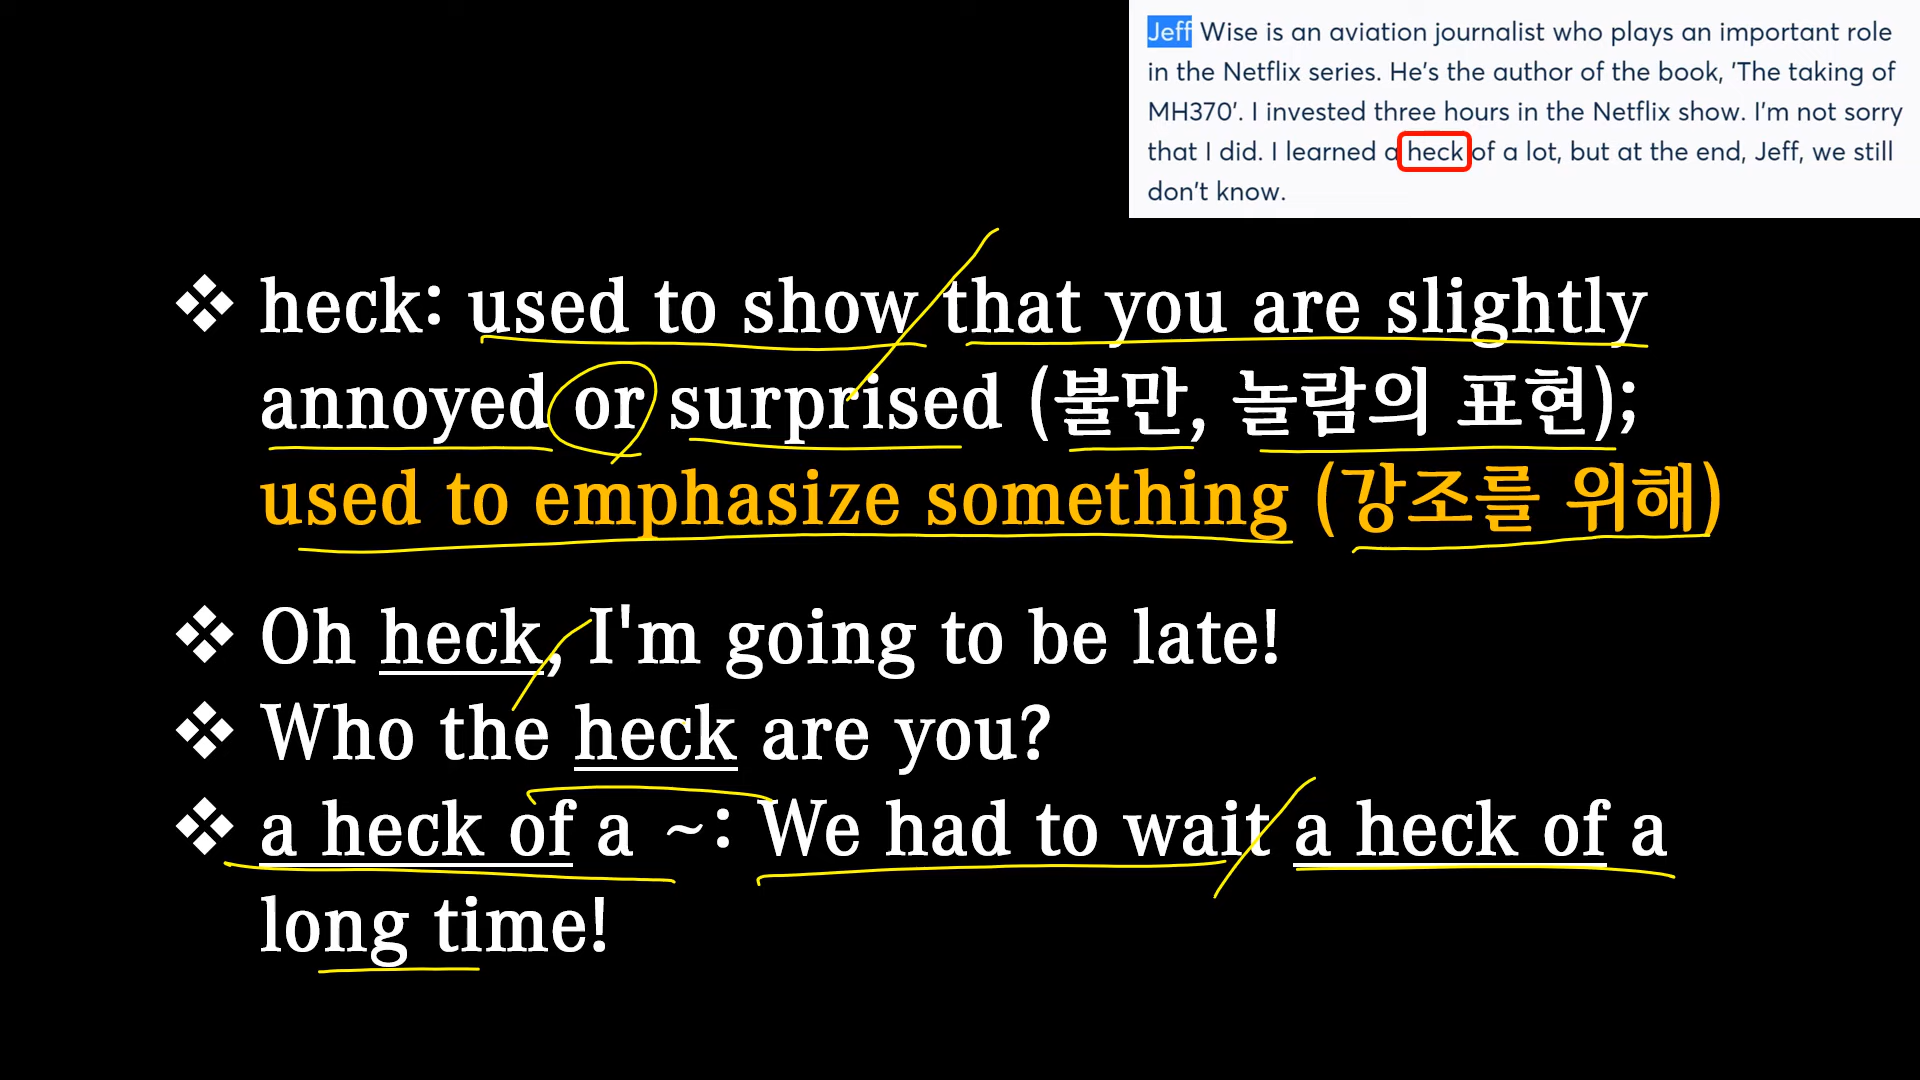 Jeff Wise is an aviation journalist who plays an important role
in the Netflix series. He's the author of the book, 'The taking of
MH370'. I invested three hours in the Netflix show. I'm not sorry
that I did. I learned a heck of a lot, but at the end, Jeff, we still
don't know.
❖ heck: used to show that you are slightly
annoyed or surprised (불만, 놀람의 표현);
used to emphasize something (강조를 위해)
❖ Oh heck, I'm going to be late!
❖ Who the heck are you?
❖ a heck of a ~: We had to wait a heck of a
long time!